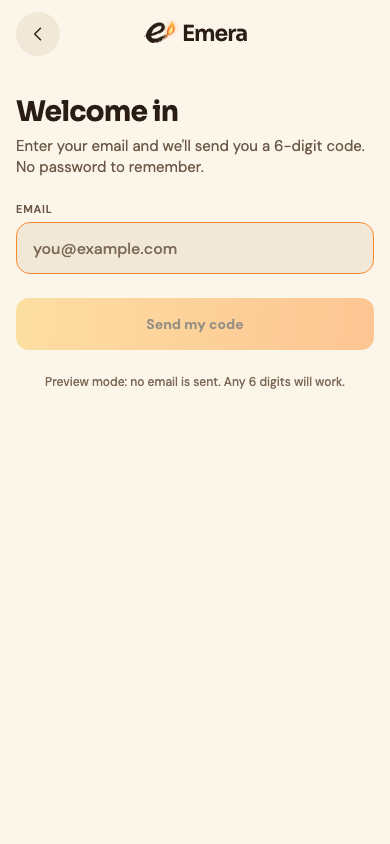 Emera
Welcome in
Enter your email and we'll send you a 6-digit code.
No password to remember.
EMAIL
you@example.com
Send my code
Preview mode: no email is sent. Any 6 digits will work.